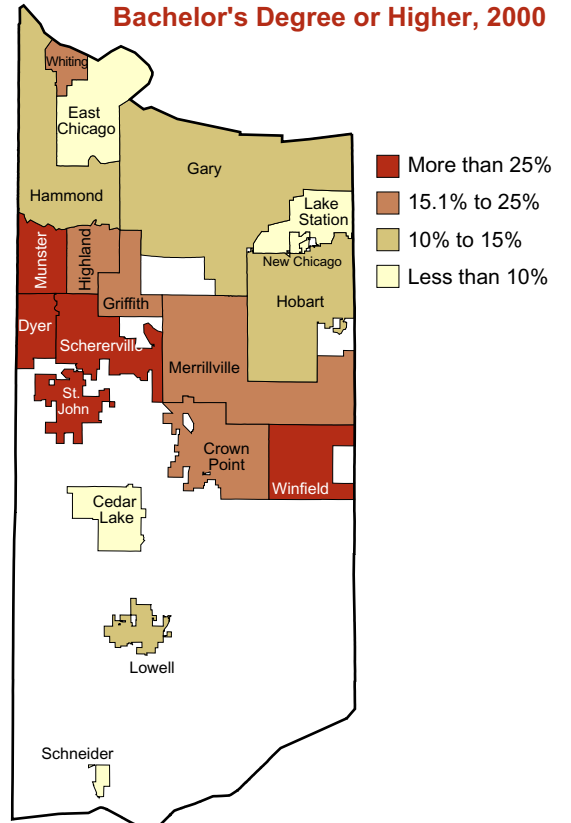 Bachelor's Degree or Higher, 2000
Whiting
East
Chicago
Gary
Hammond
Lake
Station
New Chicago
Munster
Highland
Griffith
Hobart
Dyer
Schererville
Merrillville
St.
John
Crown
Point
Winfield
Cedar
Lake
Lowell
Schneider
More than 25%
15.1% to 25%
10% to 15%
Less than 10%